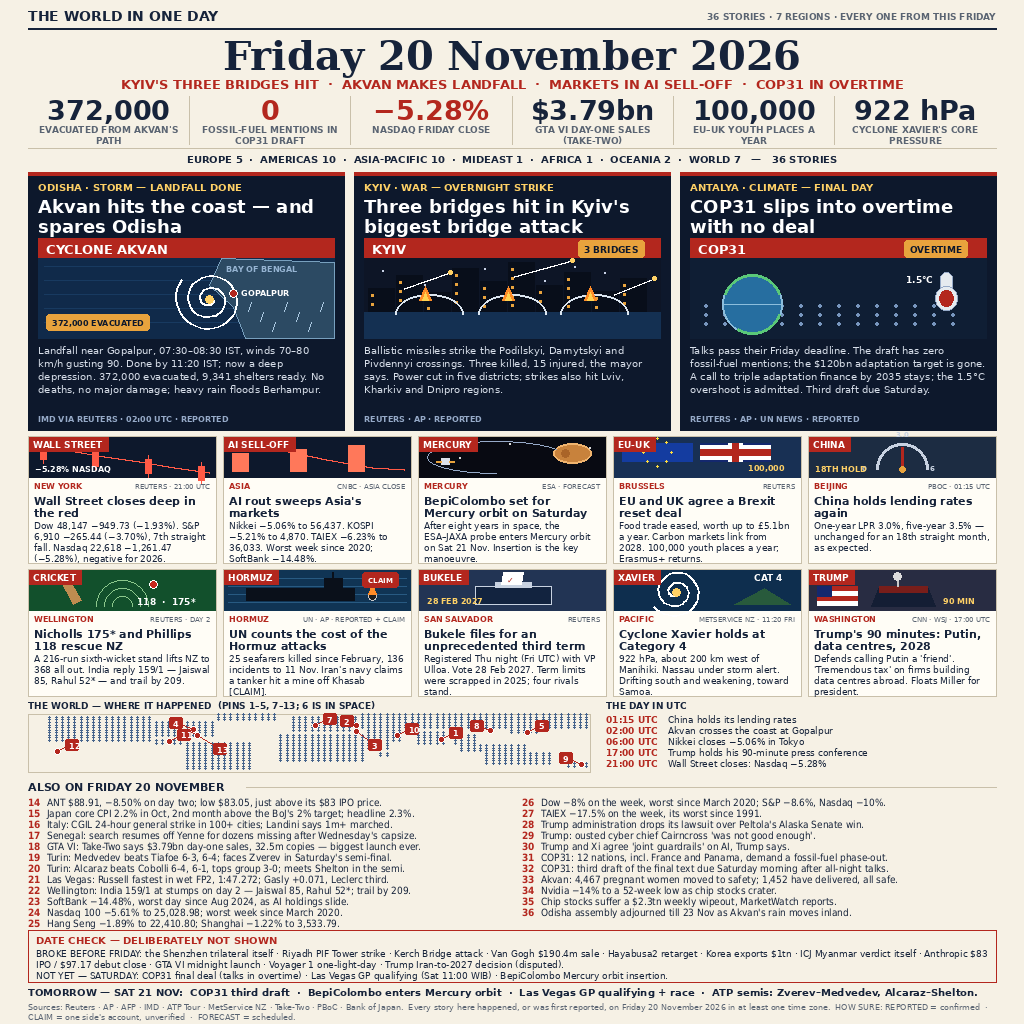 THE WORLD IN ONE DAY
36 STORIES · 7 REGIONS · EVERY ONE FROM THIS FRIDAY
Friday 20 November 2026
KYIV'S THREE BRIDGES HIT · AKVAN MAKES LANDFALL · MARKETS IN AI SELL-OFF · COP31 IN OVERTIME
372,000
EVACUATED FROM AKVAN'S
PATH
0
FOSSIL-FUEL MENTIONS IN
COP31 DRAFT
−5.28%
NASDAQ FRIDAY CLOSE
$3.79bn
GTA VI DAY-ONE SALES
(TAKE-TWO)
100,000
EU–UK YOUTH PLACES A
YEAR
922 hPa
CYCLONE XAVIER'S CORE
PRESSURE
EUROPE 5 · AMERICAS 10 · ASIA-PACIFIC 10 · MIDEAST 1 · AFRICA 1 · OCEANIA 2 · WORLD 7 — 36 STORIES
ODISHA · STORM — LANDFALL DONE
Akvan hits the coast — and
spares Odisha
CYCLONE AKVAN
BAY OF BENGAL
GOPALPUR
372,000 EVACUATED
Landfall near Gopalpur, 07:30–08:30 IST, winds 70–80
km/h gusting 90. Done by 11:20 IST; now a deep
depression. 372,000 evacuated, 9,341 shelters ready. No
deaths, no major damage; heavy rain floods Berhampur.
IMD VIA REUTERS · 02:00 UTC · REPORTED
KYIV · WAR — OVERNIGHT STRIKE
Three bridges hit in Kyiv's
biggest bridge attack
KYIV
3 BRIDGES
Ballistic missiles strike the Podilskyi, Darnytskyi and
Pivdennyi crossings. Three killed, 15 injured, the mayor
says. Power cut in five districts; strikes also hit Lviv,
Kharkiv and Dnipro regions.
REUTERS · AP · REPORTED
ANTALYA · CLIMATE — FINAL DAY
COP31 slips into overtime
with no deal
COP31
OVERTIME
1.5°C
Talks pass their Friday deadline. The draft has zero
fossil-fuel mentions; the $120bn adaptation target is gone.
A call to triple adaptation finance by 2035 stays; the 1.5°C
overshoot is admitted. Third draft due Saturday.
REUTERS · AP · UN NEWS · REPORTED
WALL STREET
−5.28% NASDAQ
NEW YORK
REUTERS · 21:00 UTC
Wall Street closes deep in
the red
Dow 48,147 −949.73 (−1.93%). S&P
6,910 −265.44 (−3.70%), 7th straight
fall. Nasdaq 22,618 −1,261.47
(−5.28%), negative for 2026.
AI SELL-OFF
ASIA
CNBC · ASIA CLOSE
AI rout sweeps Asia's
markets
Nikkei −5.06% to 56,437. KOSPI
−5.21% to 4,870. TAIEX −6.23% to
36,033. Worst week since 2020;
SoftBank −14.48%.
MERCURY
MERCURY
ESA · FORECAST
BepiColombo set for
Mercury orbit on Saturday
After eight years in space, the
ESA–JAXA probe enters Mercury orbit
on Sat 21 Nov. Insertion is the key
manoeuvre.
EU-UK
100,000
BRUSSELS
REUTERS
EU and UK agree a Brexit
reset deal
Food trade eased, worth up to £5.1bn
a year. Carbon markets link from
2028. 100,000 youth places a year;
Erasmus+ returns.
CHINA
18TH HOLD
6
BEIJING
PBOC · 01:15 UTC
China holds lending rates
again
One-year LPR 3.0%, five-year 3.5% —
unchanged for an 18th straight month,
as expected.
CRICKET
118 · 175*
WELLINGTON
REUTERS · DAY 2
Nicholls 175* and Phillips
118 rescue NZ
A 216-run sixth-wicket stand lifts NZ to
368 all out. India reply 159/1 — Jaiswal
85, Rahul 52* — and trail by 209.
HORMUZ
CLAIM
HORMUZ
UN · AP · REPORTED + CLAIM
UN counts the cost of the
Hormuz attacks
25 seafarers killed since February, 136
incidents to 11 Nov. Iran's navy claims
a tanker hit a mine off Khasab
[CLAIM].
BUKELE
28 FEB 2027
SAN SALVADOR
REUTERS
Bukele files for an
unprecedented third term
Registered Thu night (Fri UTC) with VP
Ulloa. Vote 28 Feb 2027. Term limits
were scrapped in 2025; four rivals
stand.
XAVIER
CAT 4
PACIFIC
METSERVICE NZ · 11:20 FRI
Cyclone Xavier holds at
Category 4
922 hPa, about 200 km west of
Manihiki. Nassau under storm alert.
Drifting south and weakening, toward
Samoa.
TRUMP
90 MIN
WASHINGTON
CNN · WSJ · 17:00 UTC
Trump's 90 minutes: Putin,
data centres, 2028
Defends calling Putin a 'friend'.
'Tremendous tax' on firms building
data centres abroad. Floats Miller for
president.
THE WORLD — WHERE IT HAPPENED (PINS 1–5, 7–13; 6 IS IN SPACE)
4
12
7
2
3
10
1
8
5
9
THE DAY IN UTC
01:15 UTC China holds its lending rates
02:00 UTC Akvan crosses the coast at Gopalpur
06:00 UTC Nikkei closes −5.06% in Tokyo
17:00 UTC Trump holds his 90-minute press conference
21:00 UTC Wall Street closes: Nasdaq −5.28%
ALSO ON FRIDAY 20 NOVEMBER
14 ANT $88.91, −8.50% on day two; low $83.05, just above its $83 IPO price.
15 Japan core CPI 2.2% in Oct, 2nd month above the BoJ's 2% target; headline 2.3%.
16 Italy: CGIL 24-hour general strike in 100+ cities; Landini says 1m+ marched.
17 Senegal: search resumes off Yenne for dozens missing after Wednesday's capsize.
18 GTA VI: Take-Two says $3.79bn day-one sales, 32.5m copies — biggest launch ever.
19 Turin: Medvedev beats Tiafoe 6-3, 6-4; faces Zverev in Saturday's semi-final.
20 Turin: Alcaraz beats Cobolli 6-4, 6-1, tops group 3-0; meets Shelton in the semi.
21 Las Vegas: Russell fastest in wet FP2, 1:47.272; Gasly +0.071, Leclerc third.
22 Wellington: India 159/1 at stumps on day 2 — Jaiswal 85, Rahul 52*; trail by 209.
23 SoftBank −14.48%, worst day since Aug 2024, as AI holdings slide.
24 Nasdaq 100 −5.61% to 25,028.98; worst week since March 2020.
25 Hang Seng −1.89% to 22,410.80; Shanghai −1.22% to 3,533.79.
26 Dow −8% on the week, worst since March 2020; S&P −8.6%, Nasdaq −10%.
27 TAIEX −17.5% on the week, its worst since 1991.
28 Trump administration drops its lawsuit over Peltola's Alaska Senate win.
29 Trump: ousted cyber chief Cairncross 'was not good enough'.
30 Trump and Xi agree 'joint guardrails' on AI, Trump says.
31 COP31: 12 nations, incl. France and Panama, demand a fossil-fuel phase-out.
32 COP31: third draft of the final text due Saturday morning after all-night talks.
33 Akvan: 4,467 pregnant women moved to safety; 1,452 have delivered, all safe.
34 Nvidia −14% to a 52-week low as chip stocks crater.
35 Chip stocks suffer a $2.3tn weekly wipeout, MarketWatch reports.
36 Odisha assembly adjourned till 23 Nov as Akvan's rain moves inland.
DATE CHECK — DELIBERATELY NOT SHOWN
BROKE BEFORE FRIDAY: the Shenzhen trilateral itself · Riyadh PIF Tower strike · Kerch Bridge attack · Van Gogh $190.4m sale · Hayabusa2 retarget · Korea exports $1tn · ICJ Myanmar verdict itself · Anthropic $83
IPO / $97.17 debut close · GTA VI midnight launch · Voyager 1 one-light-day · Trump Iran-to-2027 decision (disputed).
NOT YET — SATURDAY: COP31 final deal (talks in overtime) · Las Vegas GP qualifying (Sat 11:00 WIB) · BepiColombo Mercury orbit insertion.
TOMORROW — SAT 21 NOV: COP31 third draft · BepiColombo enters Mercury orbit · Las Vegas GP qualifying + race · ATP semis: Zverev–Medvedev, Alcaraz–Shelton.
Sources: Reuters · AP · AFP · IMD · ATP Tour · MetService NZ · Take-Two · PBoC · Bank of Japan. Every story here happened, or was first reported, on Friday 20 November 2026 in at least one time zone. HOW SURE: REPORTED = confirmed ·
CLAIM = one side's account, unverified · FORECAST = scheduled.